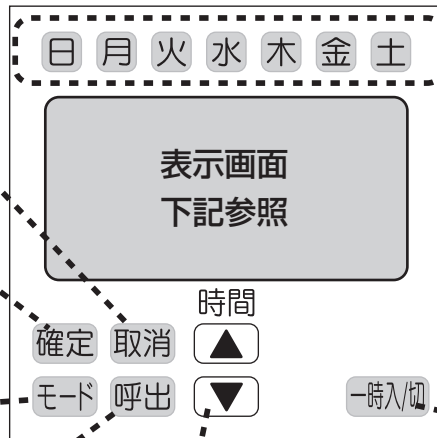 日 月 火 水 木 金 土
表示画面
下記参照
時間
確定 取消 ▲
モード 呼出 ▼ 一時入/切